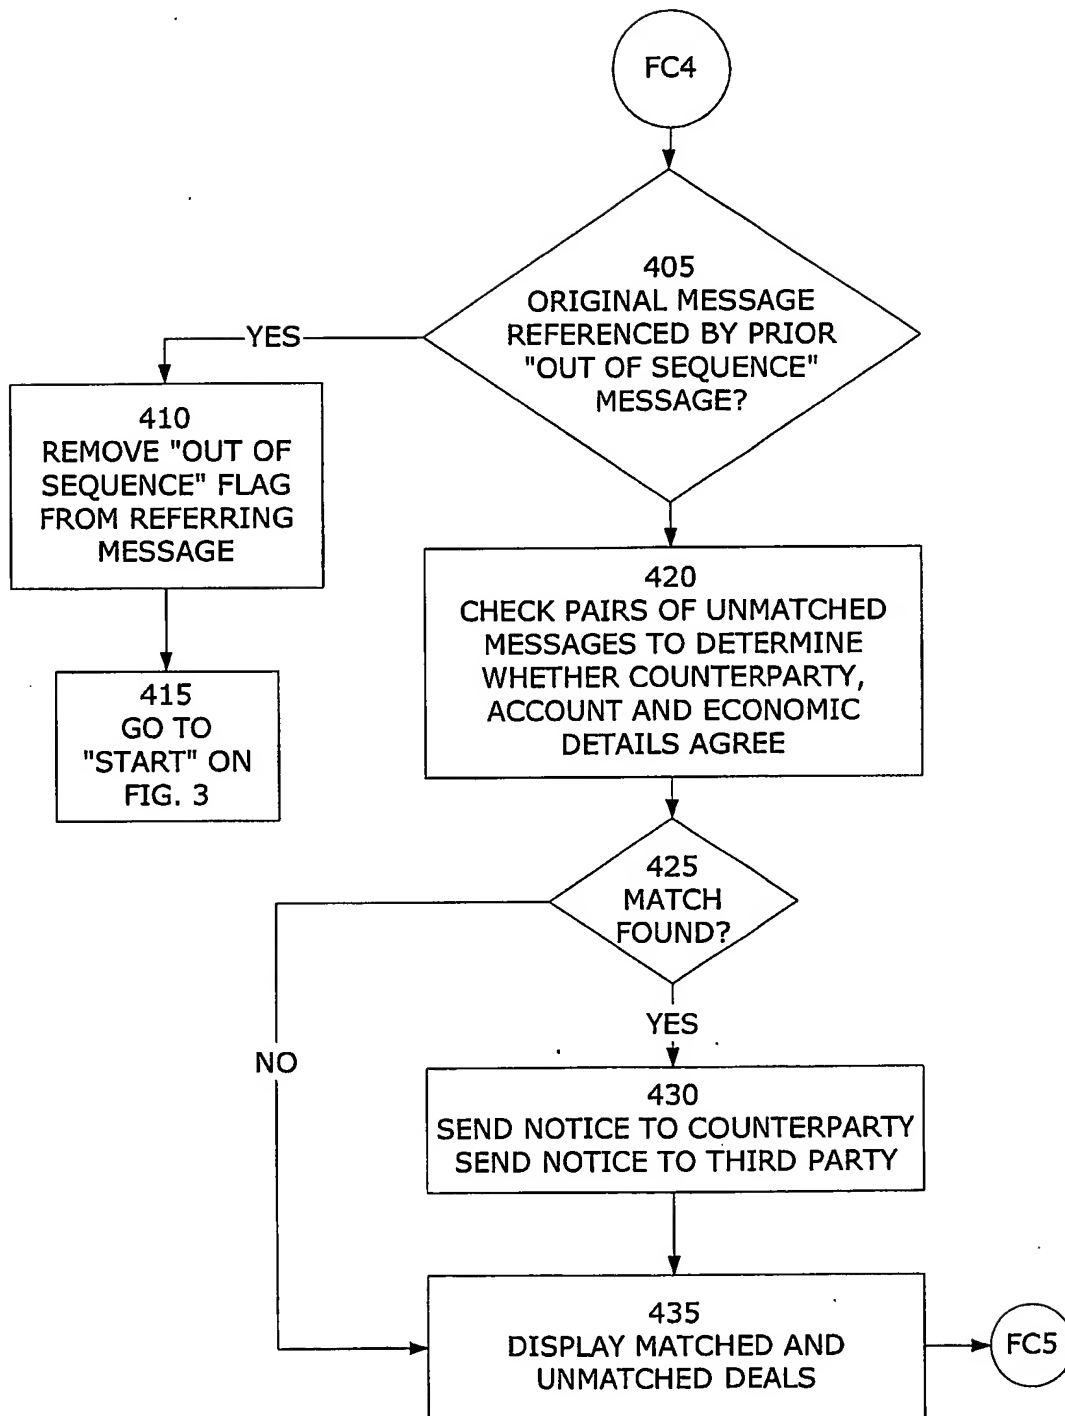 FC4
405
ORIGINAL MESSAGE
REFERENCED BY PRIOR
"OUT OF SEQUENCE"
MESSAGE?
YES
410
REMOVE "OUT OF
SEQUENCE" FLAG
FROM REFERRING
MESSAGE
415
GO TO
"START" ON
FIG. 3
420
CHECK PAIRS OF UNMATCHED
MESSAGES TO DETERMINE
WHETHER COUNTERPARTY,
ACCOUNT AND ECONOMIC
DETAILS AGREE
425
MATCH
FOUND?
YES
NO
430
SEND NOTICE TO COUNTERPARTY
SEND NOTICE TO THIRD PARTY
435
DISPLAY MATCHED AND
UNMATCHED DEALS
FC5